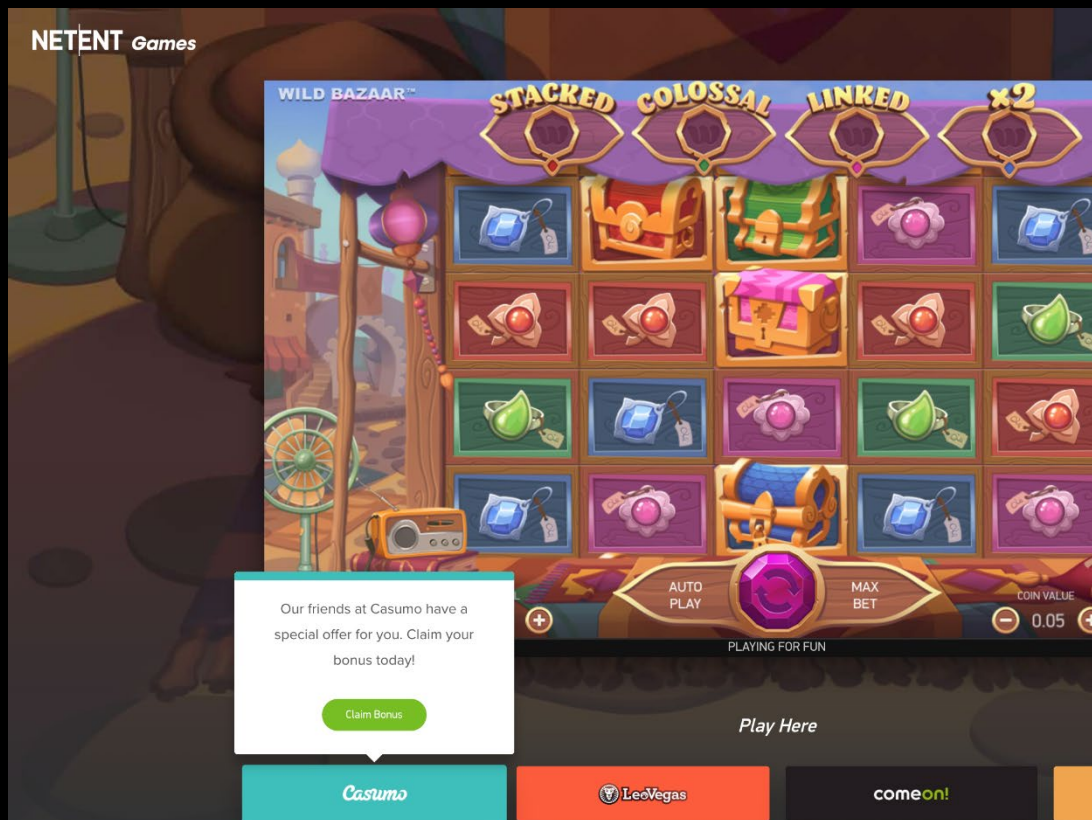 NETENT Games
WILD BAZAAR™
STACKED
COLOSSAL
LINKED
x2
AUTO
PLAY
MAX
BET
COIN VALUE
0.05
PLAYING FOR FUN
Our friends at Casumo have a
special offer for you. Claim your
bonus today!
Claim Bonus
Play Here
Casumo
LeoVegas
comeon!